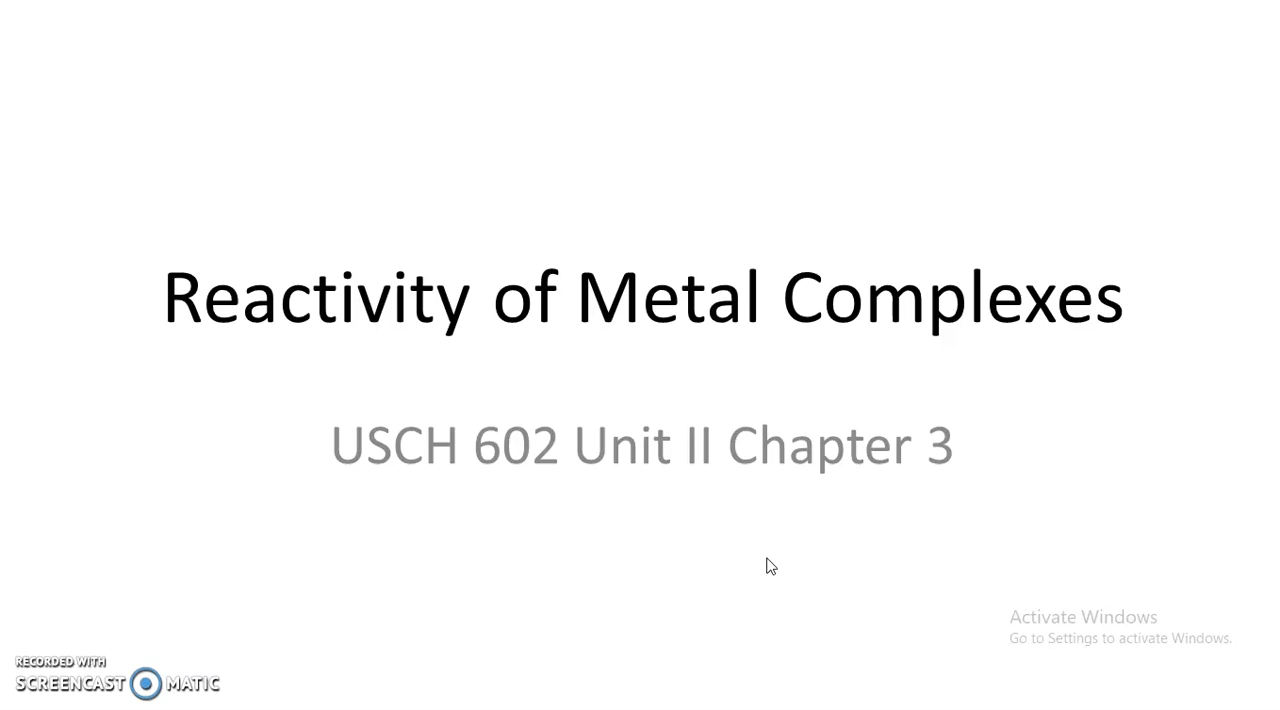 Reactivity of Metal Complexes
USCH 602 Unit II Chapter 3
Activate Windows
Go to Settings to activate Windows.
RECORDED WITH
SCREENCAST MATIC